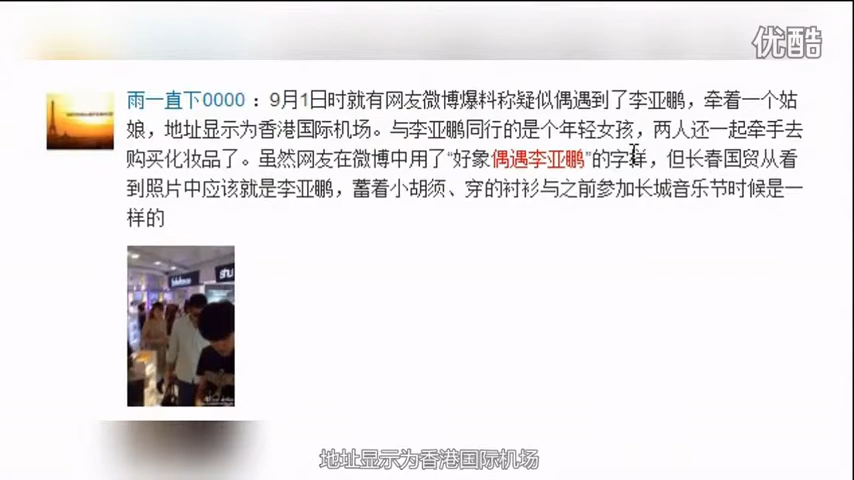 优酷
雨一直下0000 ：9月1日时就有网友微博爆料称疑似偶遇到了李亚鹏，牵着一个姑
娘，地址显示为香港国际机场。与李亚鹏同行的是个年轻女孩，两人还一起牵手去
购买化妆品了。虽然网友在微博中用了“好象偶遇李亚鹏”的字样，但长春国贸从看
到照片中应该就是李亚鹏，蓄着小胡须、穿的衬衫与之前参加长城音乐节时候是一
样的
shu
地址显示为香港国际机场